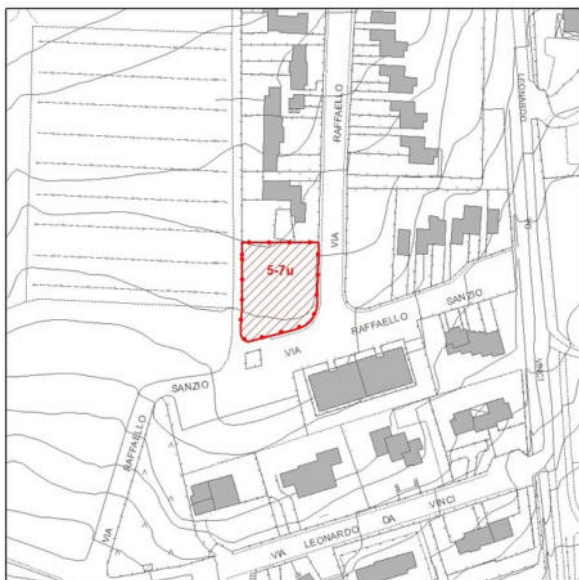 RAFFAELLO
VIA
LEONARDO
DA
VINCI
5-7u
VIA RAFFAELLO SANZIO
VIA RAFFAELLO SANZIO
VIA LEONARDO DA VINCI